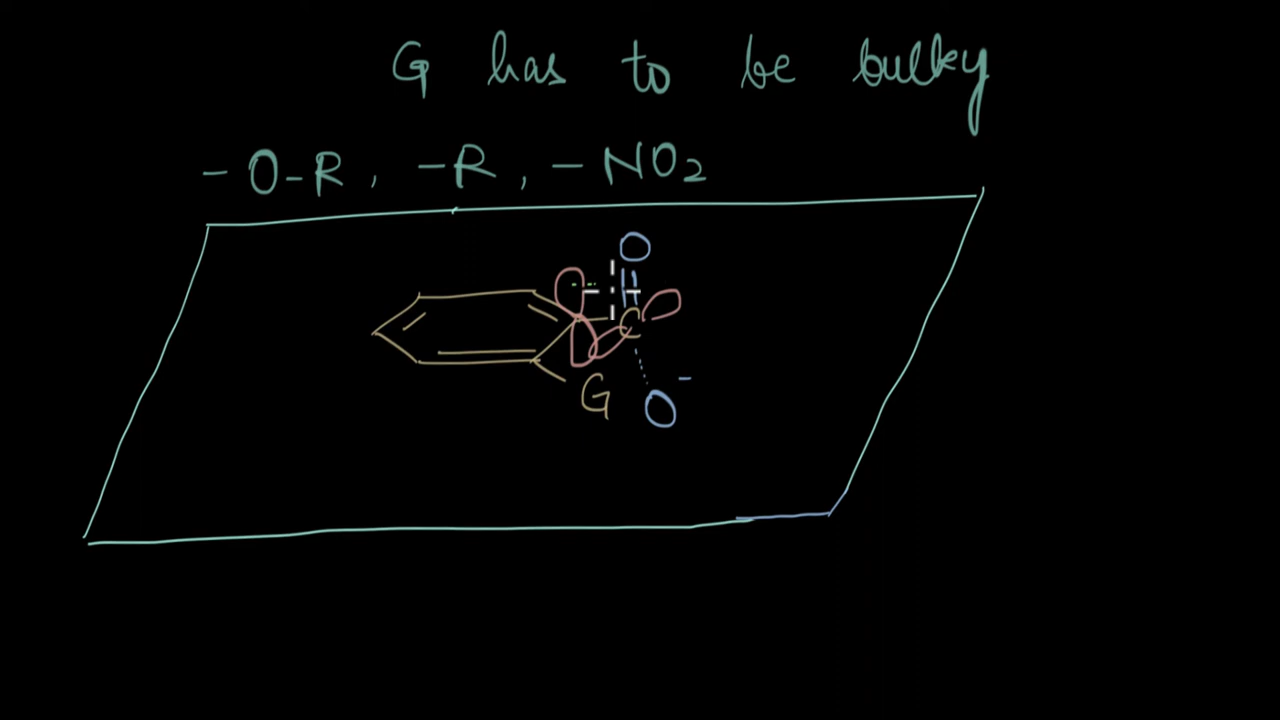 G has to be bulky
-O-R, -R, -NO₂
O
C
G O⁻